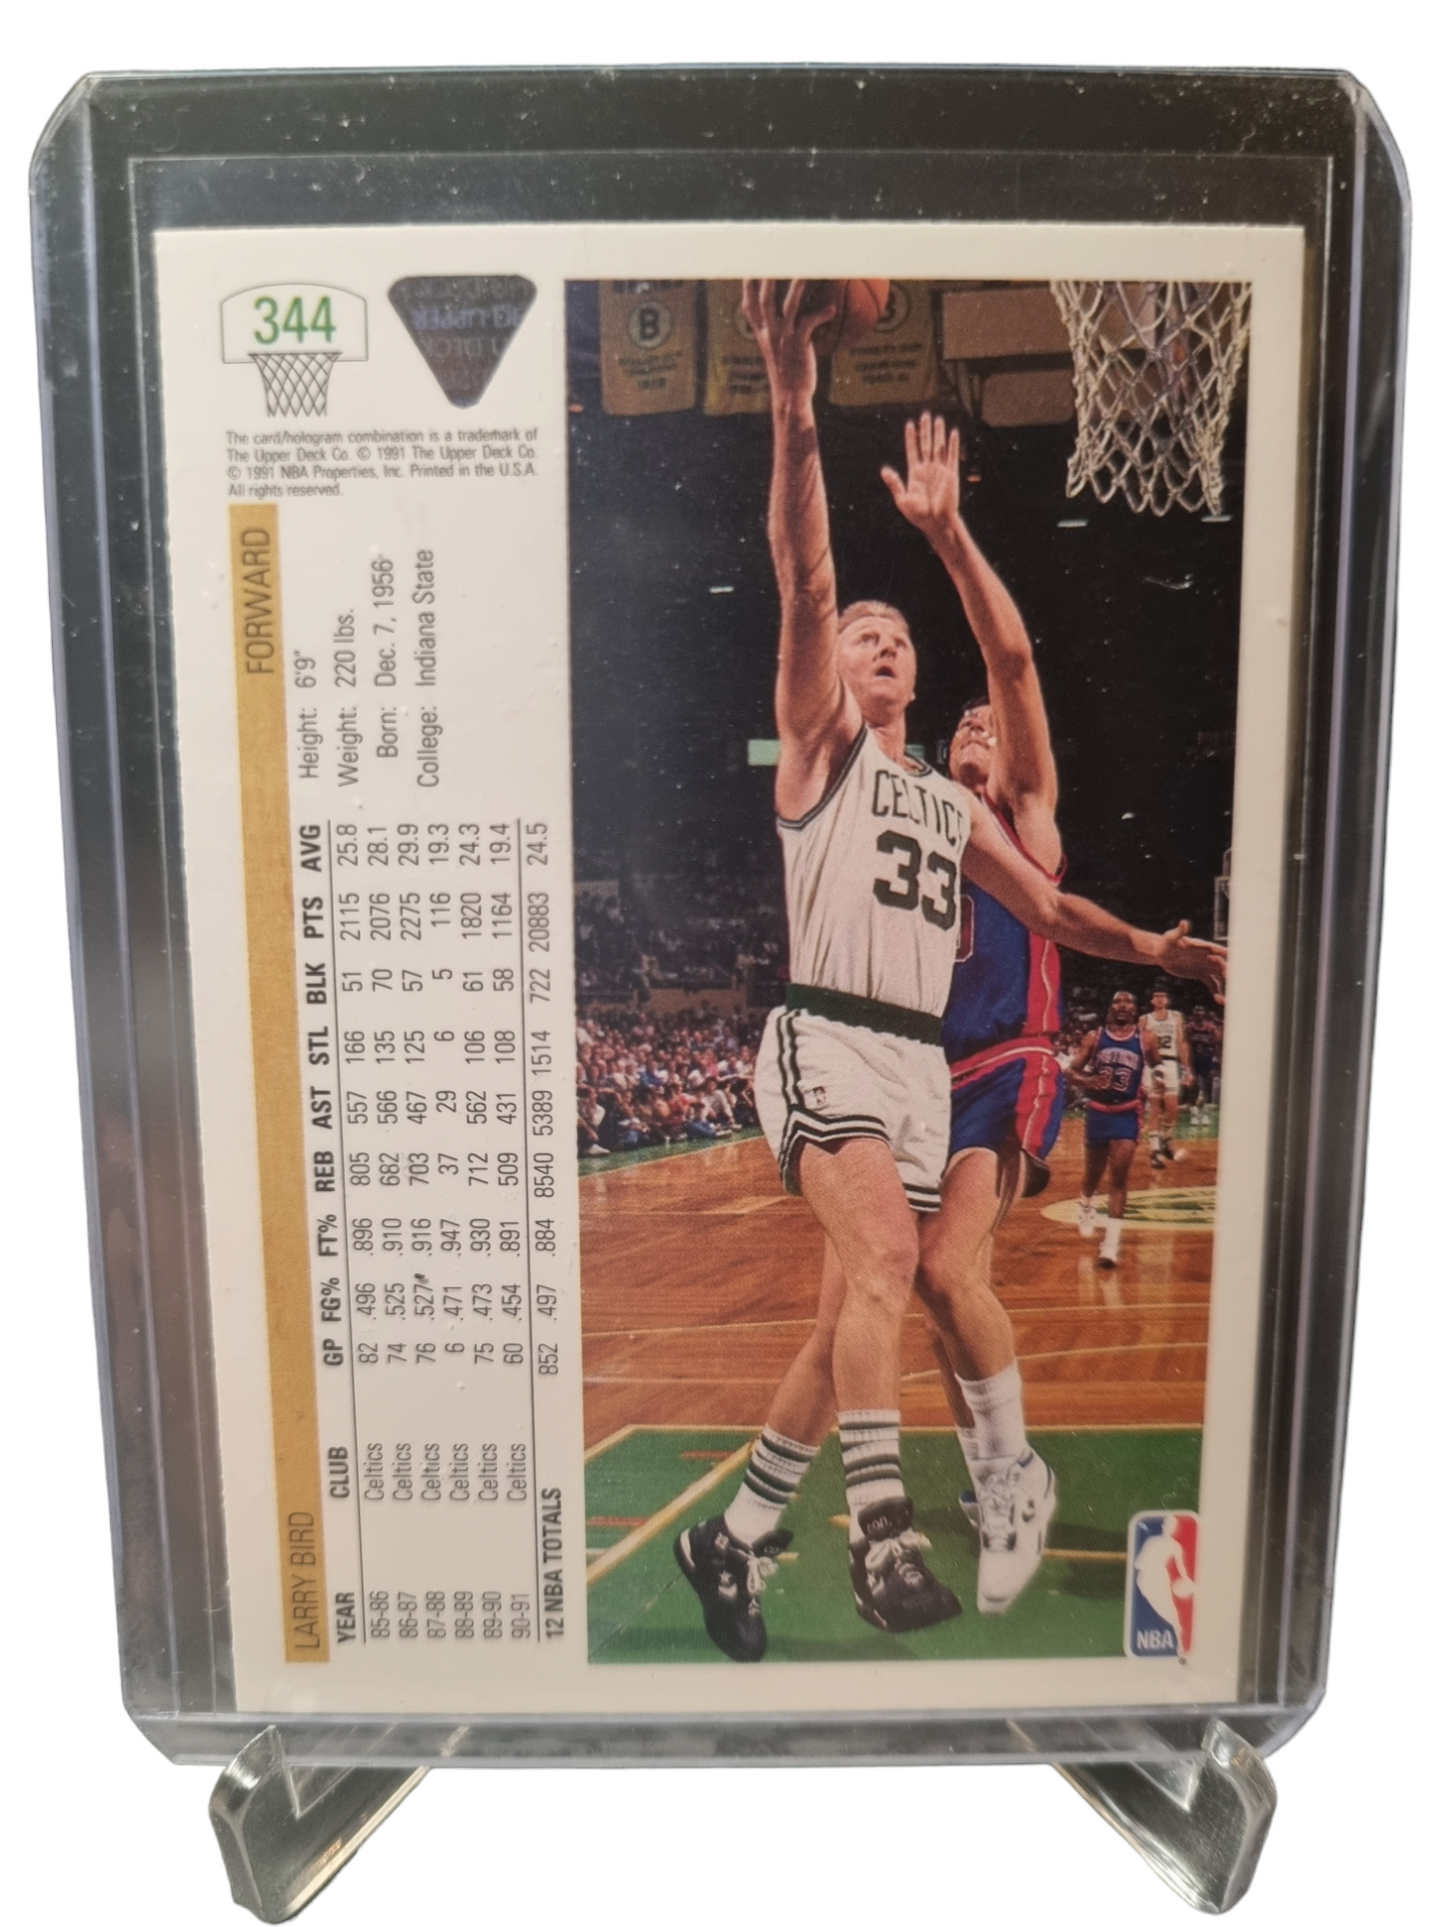 344
The card/hologram combination is a trademark of
The Upper Deck Co. © 1991 The Upper Deck Co.
© 1991 NBA Properties, Inc. Printed in the U.S.A.
All rights reserved.
LARRY BIRD FORWARD
Height: 6'9"
Weight: 220 lbs.
Born: Dec. 7, 1956
College: Indiana State
YEAR CLUB GP FG% FT% REB AST STL BLK PTS AVG
85-86 Celtics 82 .496 .896 805 557 166 51 2115 25.8
86-87 Celtics 74 .525 .910 682 566 135 70 2076 28.1
87-88 Celtics 76 .527 .916 703 467 125 57 2275 29.9
88-89 Celtics 6 .471 .947 37 29 6 5 116 19.3
89-90 Celtics 75 .473 .930 712 562 106 61 1820 24.3
90-91 Celtics 60 .454 .891 509 431 108 58 1164 19.4
12 NBA TOTALS 852 .497 .884 8540 5389 1514 722 20883 24.5
B
CELTICS
33
NBA